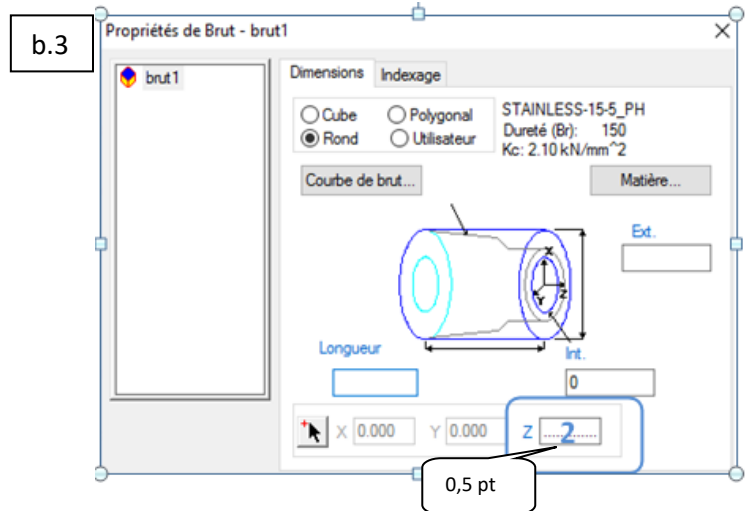 b.3
Propriétés de Brut - brut1
brut1
Dimensions Indexage
Cube Polygonal
Rond Utilisateur
STAINLESS-15-5_PH
Dureté (Br): 150
Kc: 2.10 kN/mm^2
Courbe de brut...
Matière...
Ext.
X
Y
Z
Longueur
Int.
0
X 0.000 Y 0.000 Z .....2......
0,5 pt